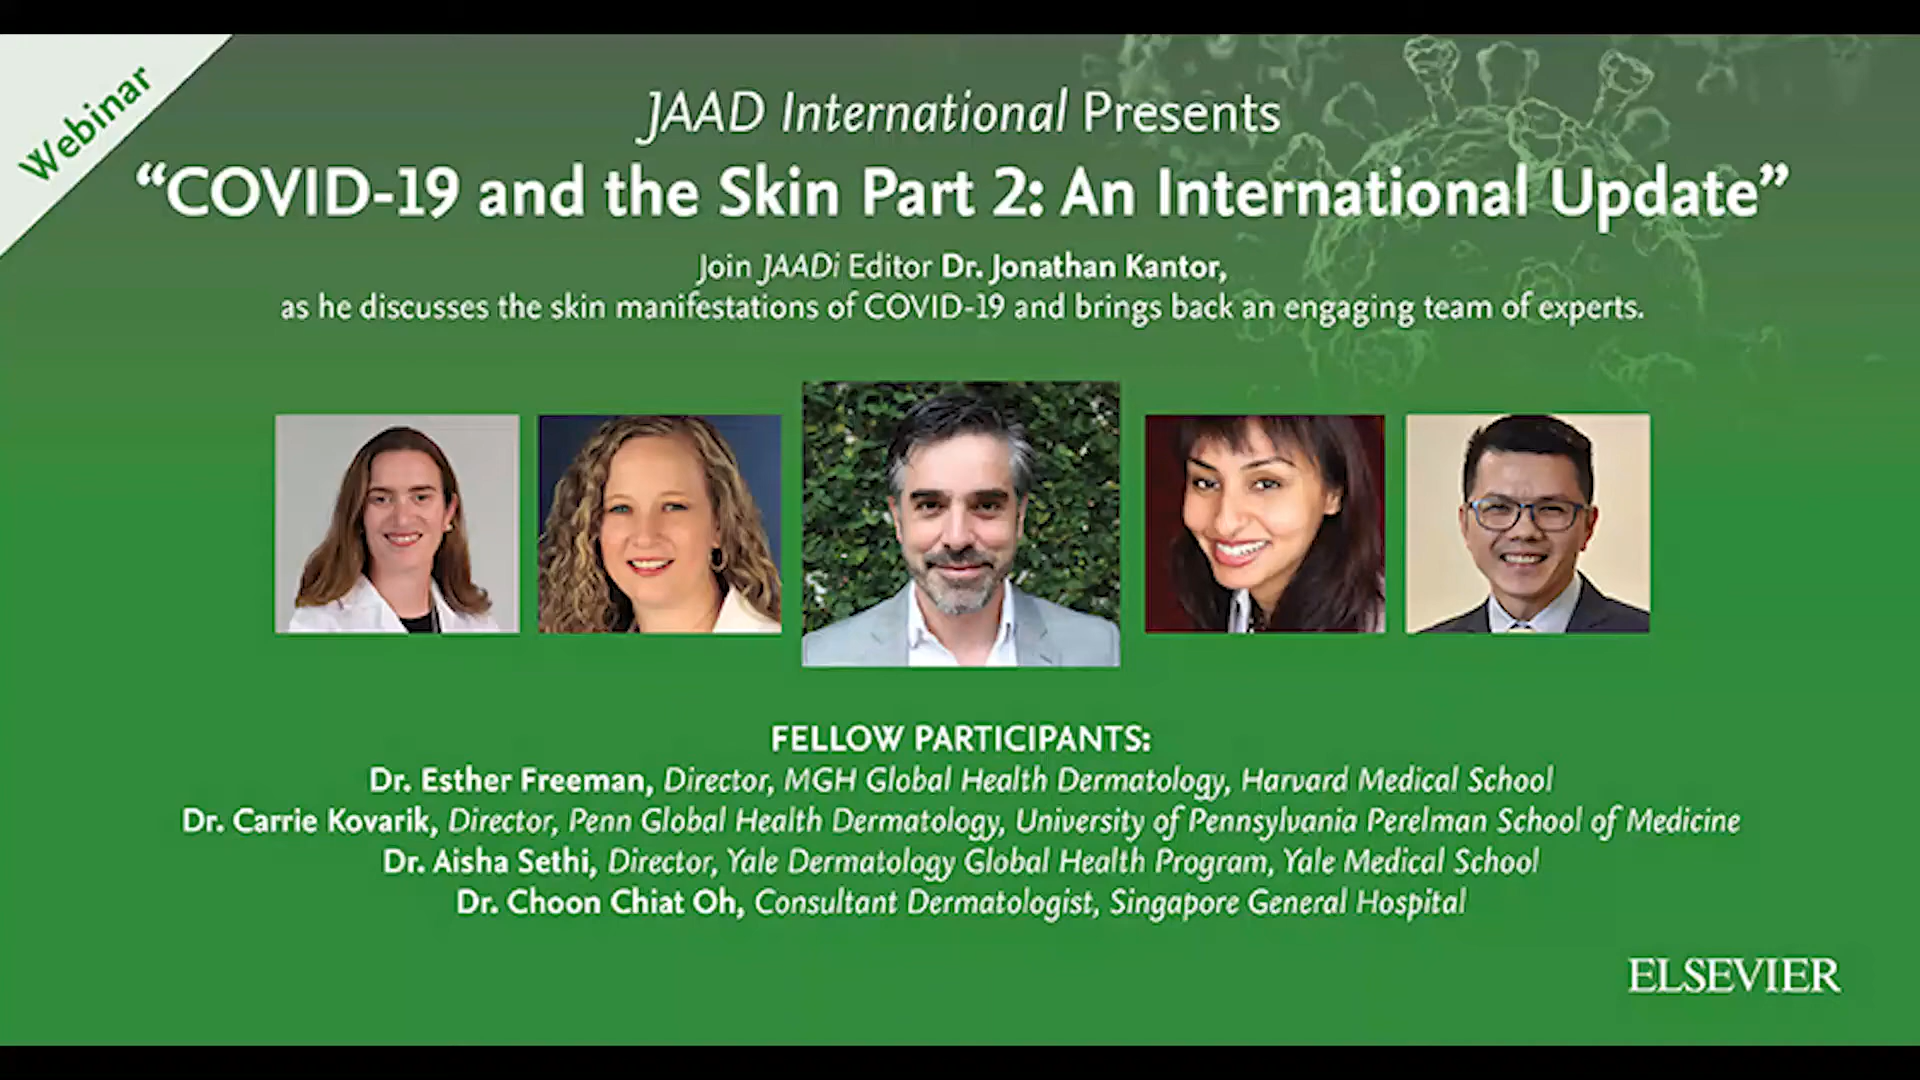 Webinar
JAAD International Presents
“COVID-19 and the Skin Part 2: An International Update”
Join JAADi Editor Dr. Jonathan Kantor,
as he discusses the skin manifestations of COVID-19 and brings back an engaging team of experts.
FELLOW PARTICIPANTS:
Dr. Esther Freeman, Director, MGH Global Health Dermatology, Harvard Medical School
Dr. Carrie Kovarik, Director, Penn Global Health Dermatology, University of Pennsylvania Perelman School of Medicine
Dr. Aisha Sethi, Director, Yale Dermatology Global Health Program, Yale Medical School
Dr. Choon Chiat Oh, Consultant Dermatologist, Singapore General Hospital
ELSEVIER